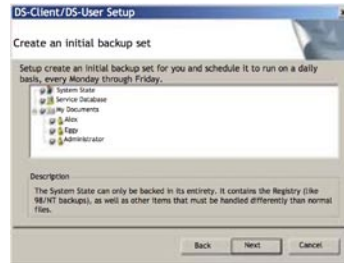 DS-Client/DS-User Setup
Create an initial backup set
Setup create an initial backup set for you and schedule it to run on a daily
basis, every Monday through Friday.
System State
Service Database
My Documents
Alex
Eggy
Administrator
Description
The System State can only be backed in its entirety. It contains the Registry (like
98/NT backups), as well as other items that must be handled differently than normal
files.
Back
Next
Cancel